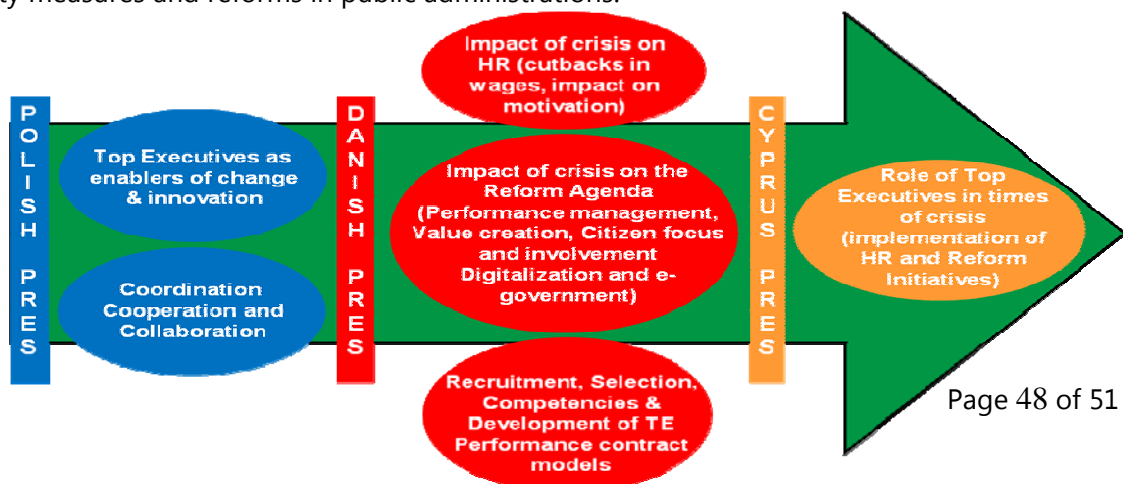 ty measures and reforms in public administrations.
POLISH PRES
Top Executives as
enablers of change
& innovation
Coordination
Cooperation and
Collaboration
DANISH PRES
Impact of crisis on
HR (cutbacks in
wages, impact on
motivation)
Impact of crisis on the
Reform Agenda
(Performance management,
Value creation, Citizen focus
and involvement
Digitalization and e-
government)
Recruitment, Selection,
Competencies &
Development of TE
Performance contract
models
CYPRUS PRES
Role of Top
Executives in times
of crisis
(implementation of
HR and Reform
Initiatives)
Page 48 of 51